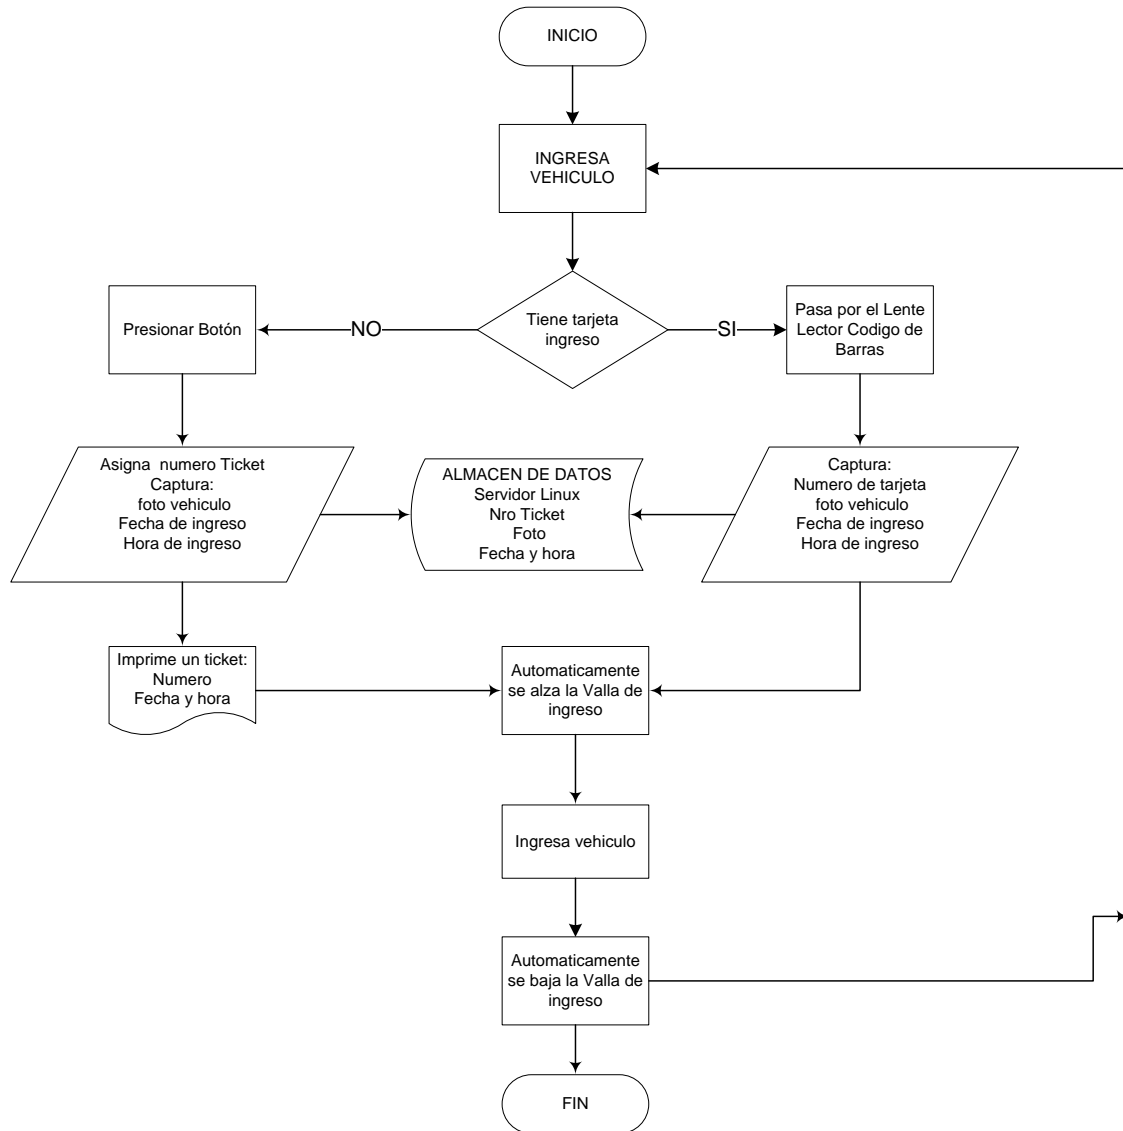 INICIO
INGRESA
VEHICULO
Tiene tarjeta
ingreso
NO
SI
Presionar Botón
Pasa por el Lente
Lector Codigo de
Barras
Asigna numero Ticket
Captura:
foto vehiculo
Fecha de ingreso
Hora de ingreso
ALMACEN DE DATOS
Servidor Linux
Nro Ticket
Foto
Fecha y hora
Captura:
Numero de tarjeta
foto vehiculo
Fecha de ingreso
Hora de ingreso
Imprime un ticket:
Numero
Fecha y hora
Automaticamente
se alza la Valla de
ingreso
Ingresa vehiculo
Automaticamente
se baja la Valla de
ingreso
FIN